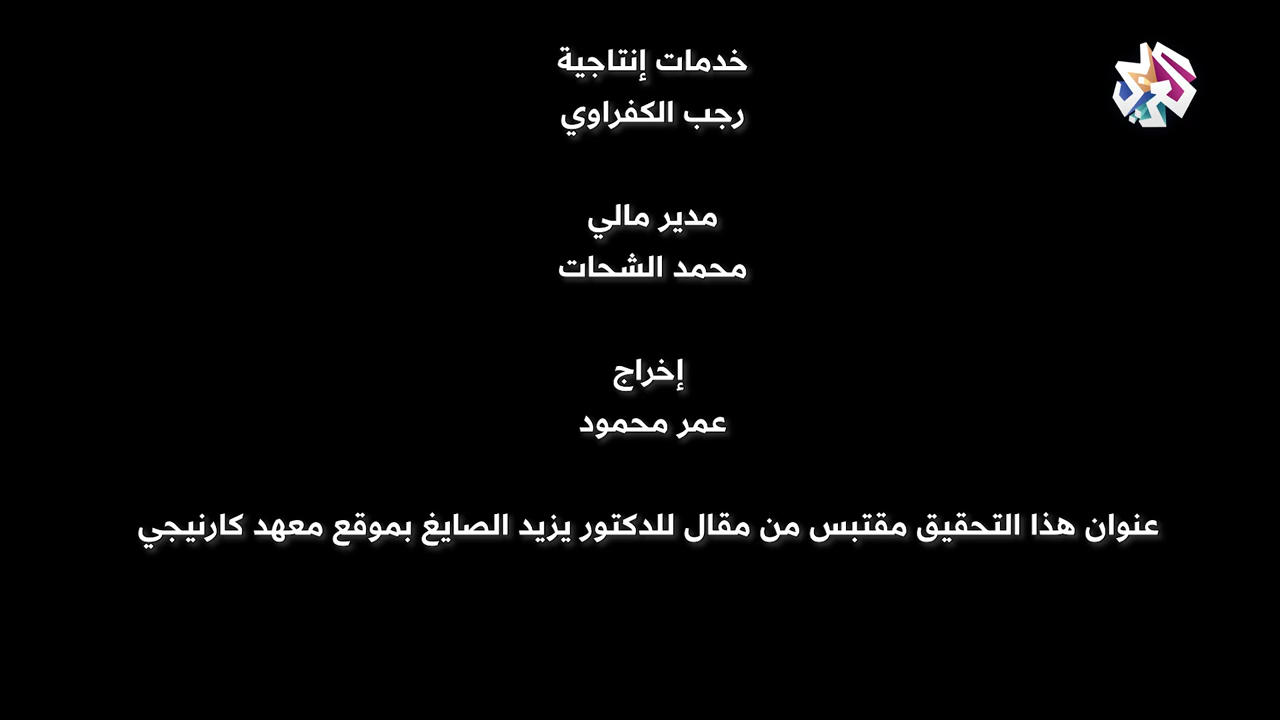 خدمات إنتاجية
رجب الكفراوي
مدير مالي
محمد الشحات
إخراج
عمر محمود
عنوان هذا التحقيق مقتبس من مقال للدكتور يزيد الصايغ بموقع معهد كارنيجي